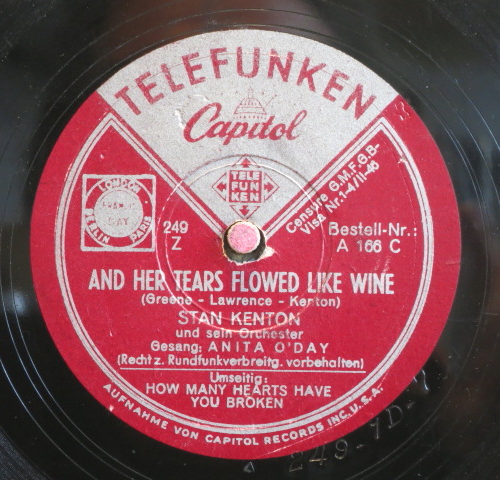 TELEFUNKEN
Capitol
TELE
FUN
KEN
Censure G.M.F.G.B-
Visa Nr.:1-4/II-46
LONDON
DAY
PARIS
BERLIN
249
Z
Bestell-Nr.:
A 166 C
AND HER TEARS FLOWED LIKE WINE
(Greene - Lawrence - Kenton)
STAN KENTON
und sein Orchester
Gesang: ANITA O'DAY
(Recht z. Rundfunkverbreitg. vorbehalten)
Umseitig:
HOW MANY HEARTS HAVE
YOU BROKEN
AUFNAHME VON CAPITOL RECORDS INC. U.S.A.